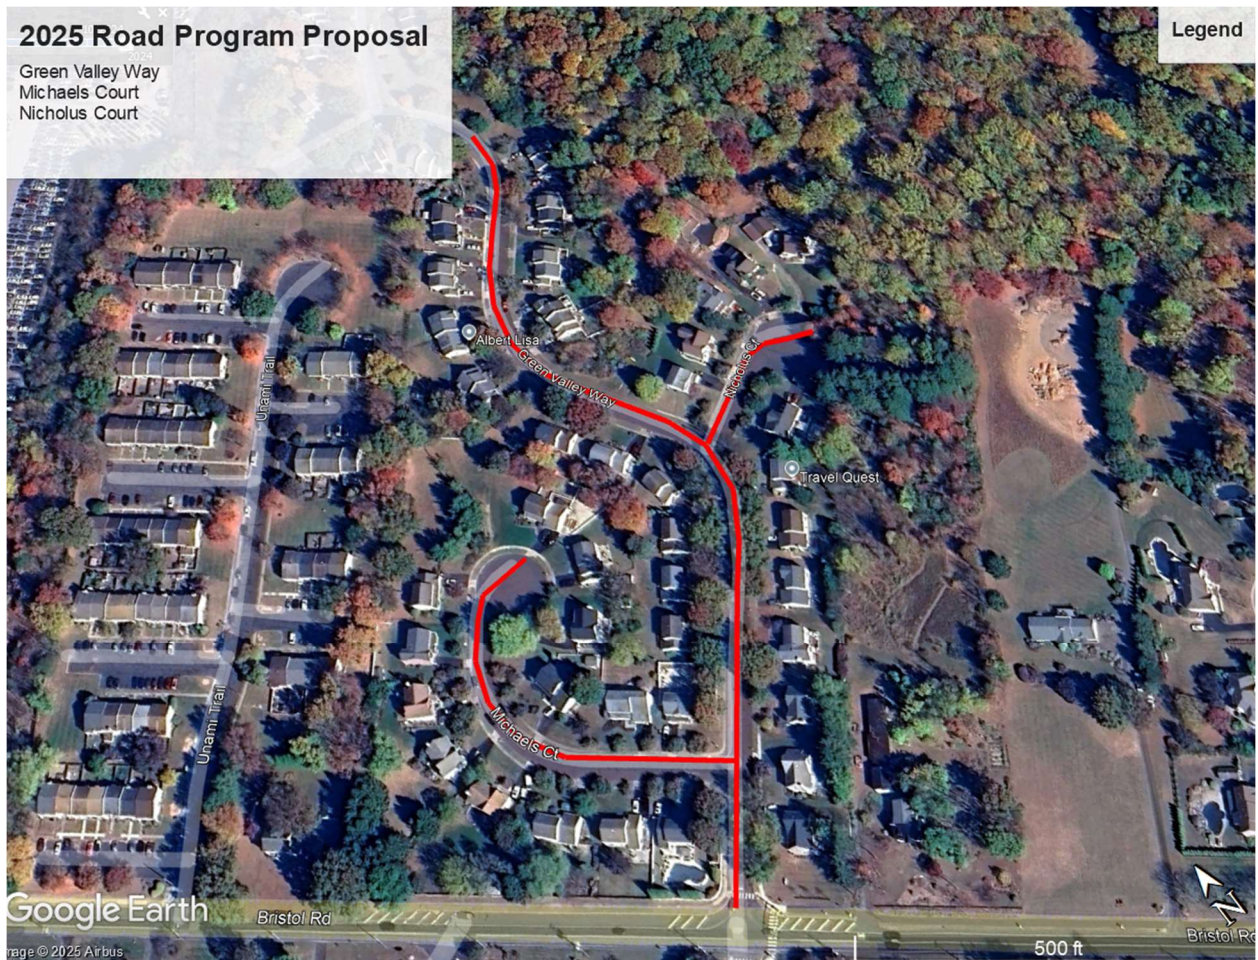 2025 Road Program Proposal
Green Valley Way
Michaels Court
Nicholus Court
Legend
Albert Lisa
Green Valley Way
Nicholus Ct
Unami Trail
Travel Quest
Michaels Ct
Unami Trail
Google Earth
Bristol Rd
Bristol Rd
N
mage © 2025 Airbus
500 ft